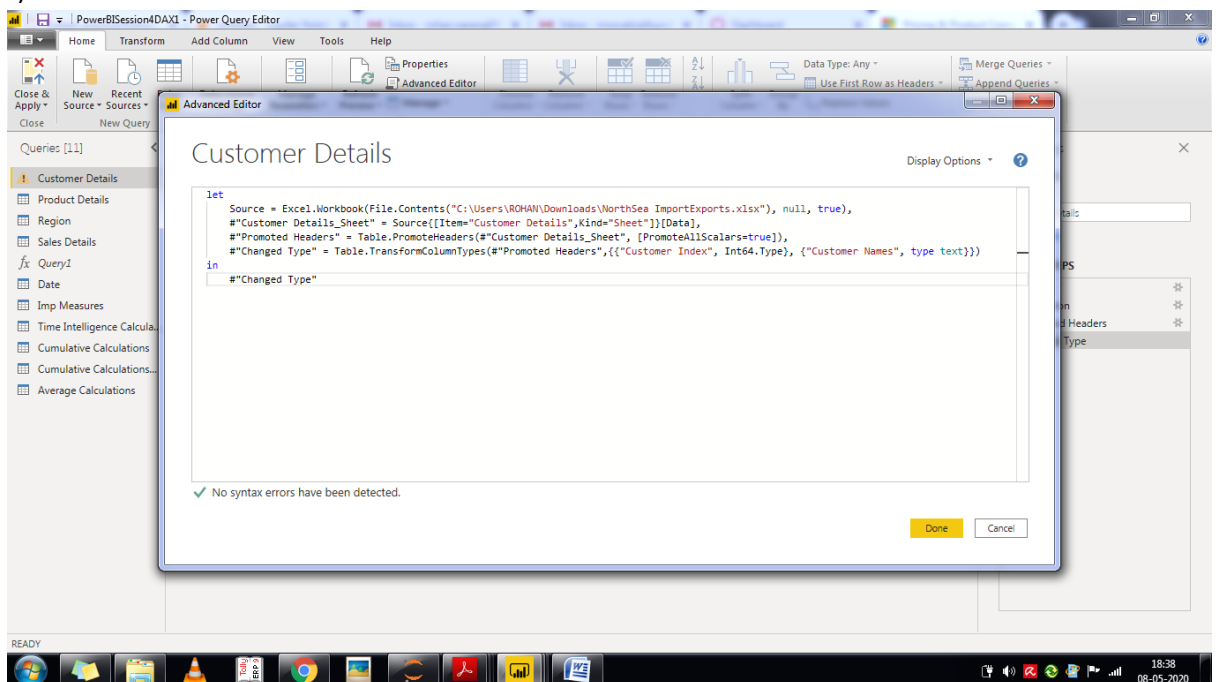 PowerBISession4DAX1 - Power Query Editor
Home Transform Add Column View Tools Help
Properties
Data Type: Any
Merge Queries
Advanced Editor
Use First Row as Headers
Append Queries
Close & Apply
New Source
Recent Sources
Close
New Query
Advanced Editor
Queries [11]
Customer Details
Product Details
Region
Sales Details
fx Query1
Date
Imp Measures
Time Intelligence Calcula...
Cumulative Calculations
Cumulative Calculations...
Average Calculations
Customer Details
Display Options
let
Source = Excel.Workbook(File.Contents("C:\Users\ROHAN\Downloads\NorthSea ImportExports.xlsx"), null, true),
#"Customer Details_Sheet" = Source{[Item="Customer Details",Kind="Sheet"]}[Data],
#"Promoted Headers" = Table.PromoteHeaders(#"Customer Details_Sheet", [PromoteAllScalars=true]),
#"Changed Type" = Table.TransformColumnTypes(#"Promoted Headers",{{"Customer Index", Int64.Type}, {"Customer Names", type text}})
in
#"Changed Type"
No syntax errors have been detected.
Done Cancel
tails
PS
on
d Headers
Type
READY
Tally ERP 9
18:38
08-05-2020